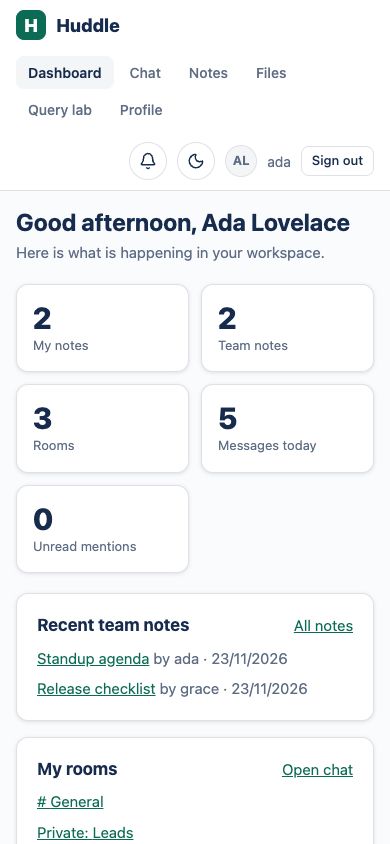 H Huddle
Dashboard Chat Notes Files
Query lab Profile
AL ada Sign out
Good afternoon, Ada Lovelace
Here is what is happening in your workspace.
2 2
My notes Team notes
3 5
Rooms Messages today
0
Unread mentions
Recent team notes All notes
Standup agenda by ada · 23/11/2026
Release checklist by grace · 23/11/2026
My rooms Open chat
# General
Private: Leads